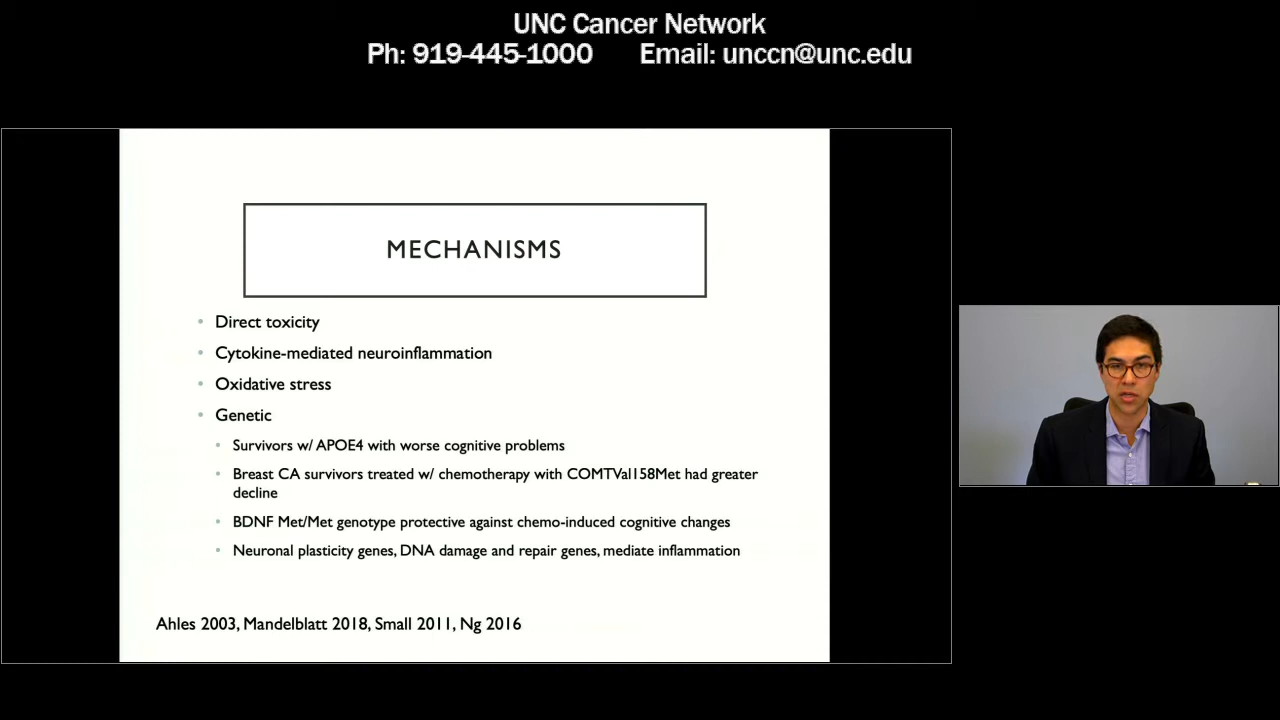 UNC Cancer Network
Ph: 919-445-1000 Email: unccn@unc.edu
MECHANISMS
• Direct toxicity
• Cytokine-mediated neuroinflammation
• Oxidative stress
• Genetic
• Survivors w/ APOE4 with worse cognitive problems
• Breast CA survivors treated w/ chemotherapy with COMTVal158Met had greater
decline
• BDNF Met/Met genotype protective against chemo-induced cognitive changes
• Neuronal plasticity genes, DNA damage and repair genes, mediate inflammation
Ahles 2003, Mandelblatt 2018, Small 2011, Ng 2016